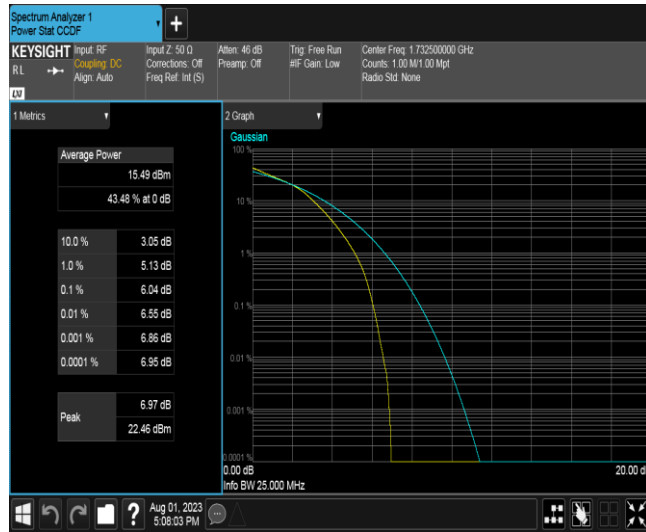 Spectrum Analyzer 1
Power Stat CCDF
KEYSIGHT
RL
LXI
Input: RF
Coupling: DC
Align: Auto
Input Z: 50 Ω
Corrections: Off
Freq Ref: Int (S)
Atten: 46 dB
Preamp: Off
Trig: Free Run
#IF Gain: Low
Center Freq: 1.732500000 GHz
Counts: 1.00 M/1.00 Mpt
Radio Std: None
1 Metrics
Average Power
15.49 dBm
43.48 % at 0 dB
10.0 % 3.05 dB
1.0 % 5.13 dB
0.1 % 6.04 dB
0.01 % 6.55 dB
0.001 % 6.86 dB
0.0001 % 6.95 dB
Peak
6.97 dB
22.46 dBm
2 Graph
Gaussian
100 %
10 %
1 %
0.1 %
0.01 %
0.001 %
0.0001 %
0.00 dB
20.00 d
Info BW 25.000 MHz
?
Aug 01, 2023
5:08:03 PM